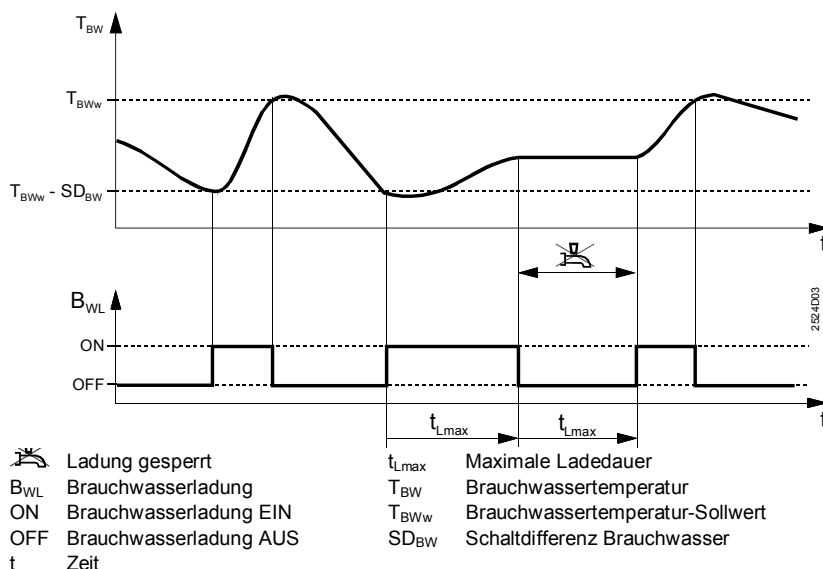 T_BW
T_BWw
T_BWw - SD_BW
t
2524D03
B_WL
ON
OFF
t
t_Lmax t_Lmax
Ladung gesperrt
B_WL Brauchwasserladung
ON Brauchwasserladung EIN
OFF Brauchwasserladung AUS
t Zeit
t_Lmax Maximale Ladedauer
T_BW Brauchwassertemperatur
T_BWw Brauchwassertemperatur-Sollwert
SD_BW Schaltdifferenz Brauchwasser